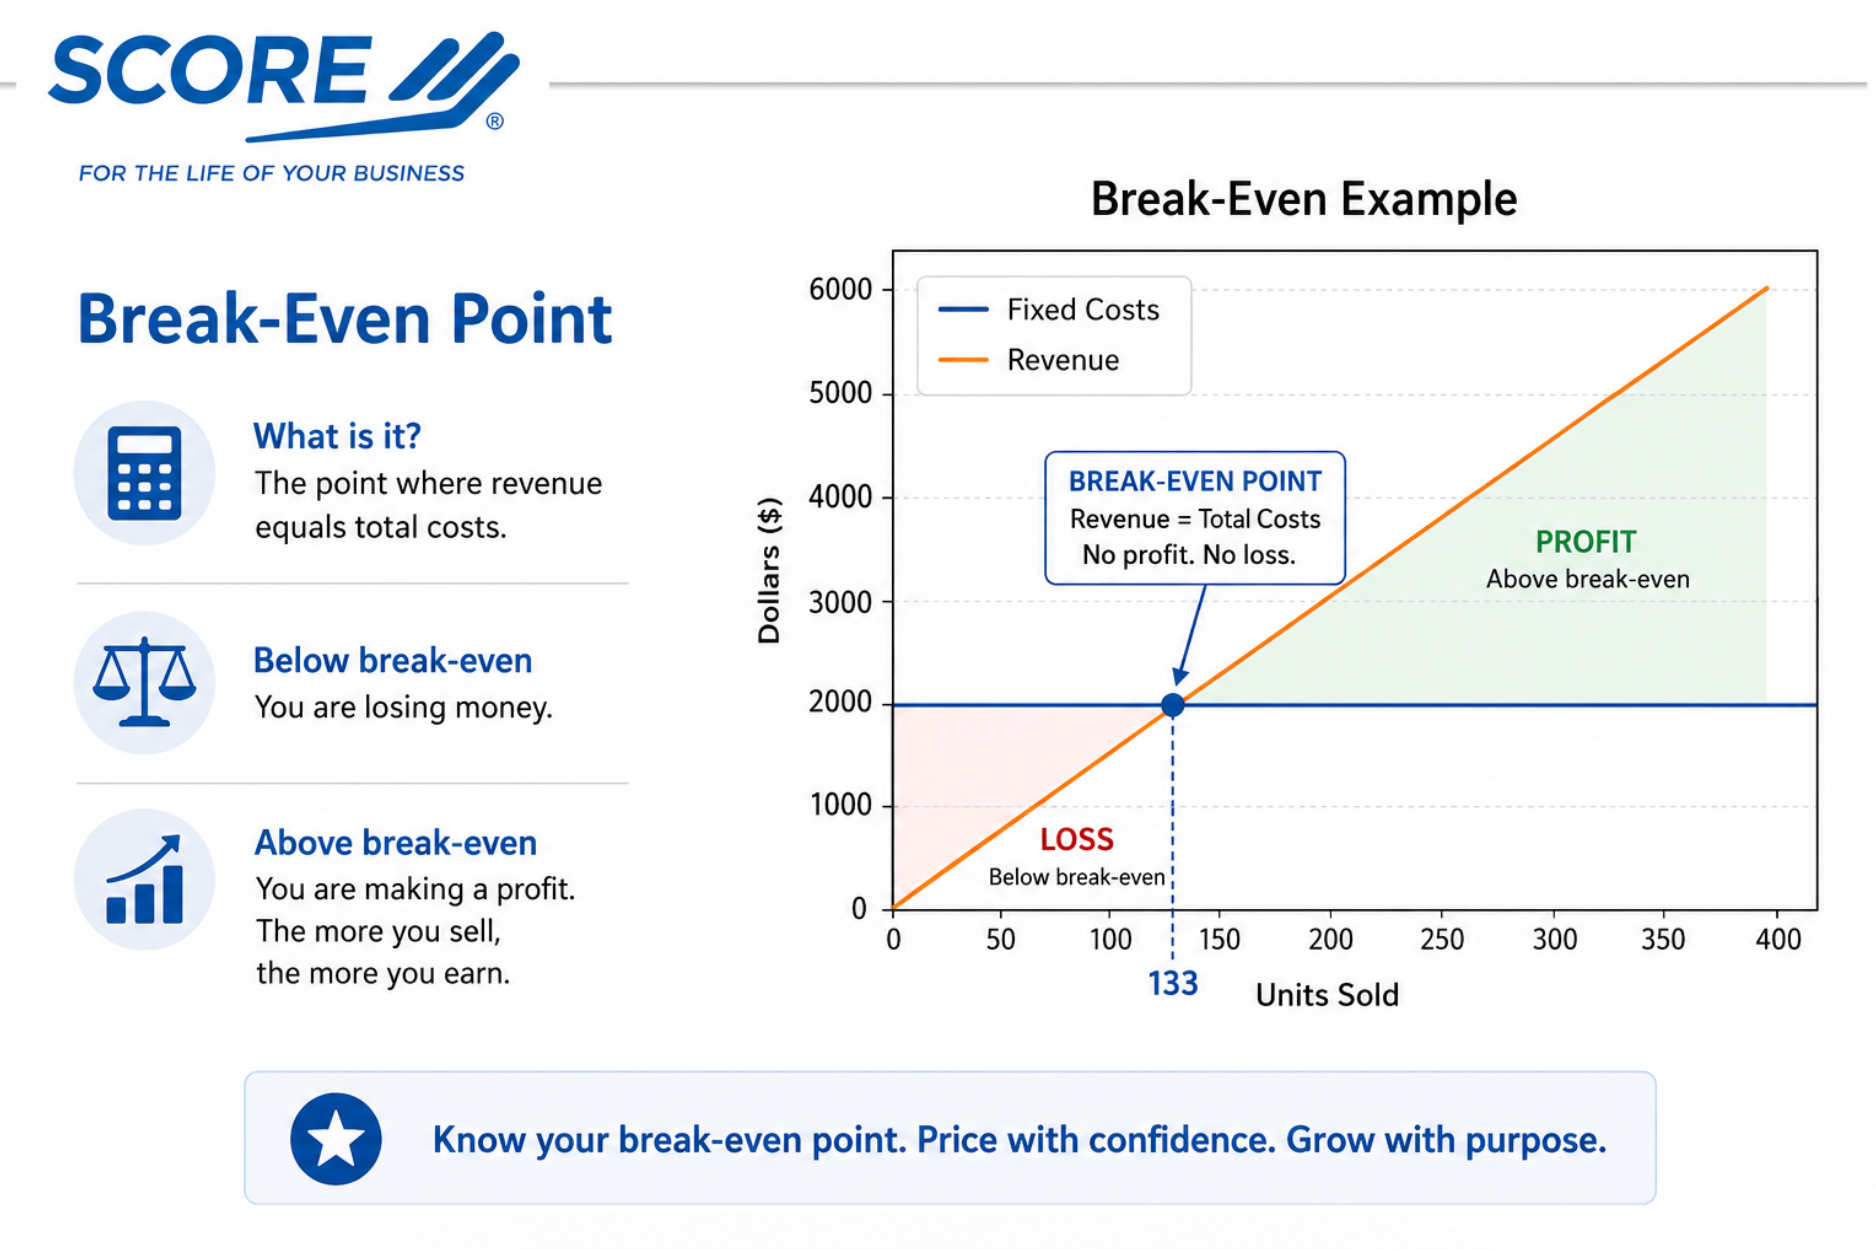 SCORE
®
FOR THE LIFE OF YOUR BUSINESS
Break-Even Point
What is it?
The point where revenue
equals total costs.
Below break-even
You are losing money.
Above break-even
You are making a profit.
The more you sell,
the more you earn.
Break-Even Example
Dollars ($)
6000
5000
4000
3000
2000
1000
0
Fixed Costs
Revenue
BREAK-EVEN POINT
Revenue = Total Costs
No profit. No loss.
PROFIT
Above break-even
LOSS
Below break-even
0 50 100 150 200 250 300 350 400
133
Units Sold
Know your break-even point. Price with confidence. Grow with purpose.